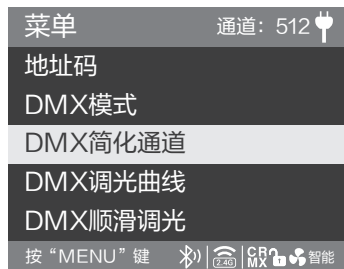 菜单 通道：512
地址码
DMX模式
DMX简化通道
DMX调光曲线
DMX顺滑调光
按“MENU”键 2.4G CRMX 智能